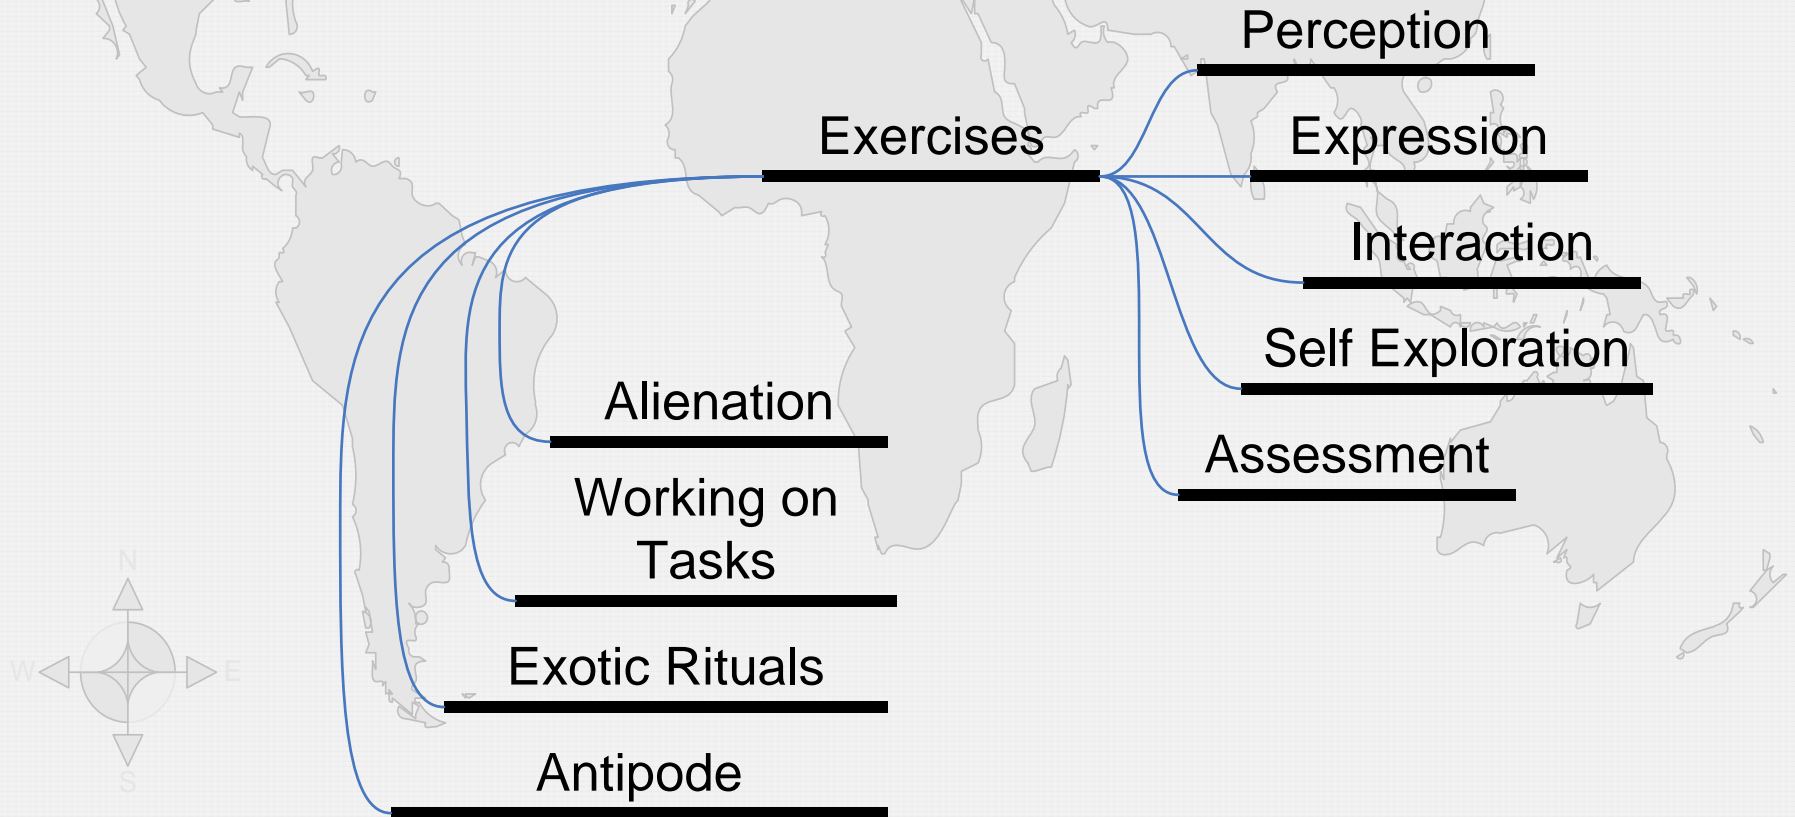 Perception
Exercises
Expression
Interaction
Self Exploration
Alienation
Assessment
Working on
Tasks
Exotic Rituals
Antipode
N
W
E
S